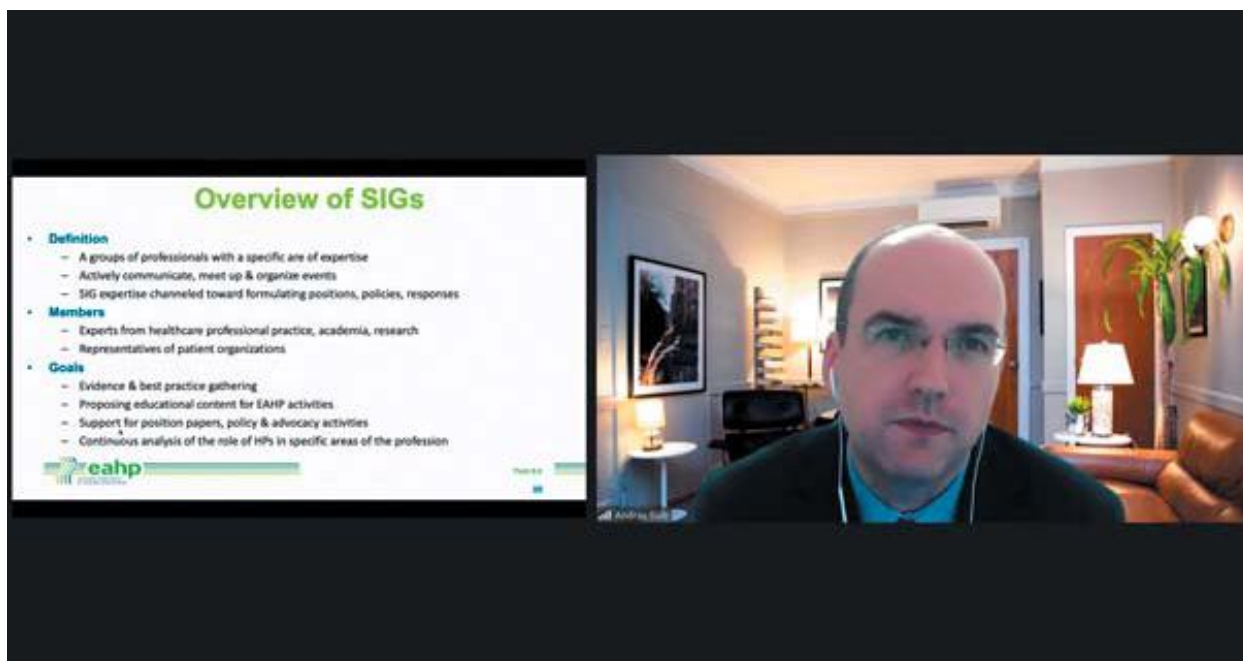 Overview of SIGs
• Definition
– A groups of professionals with a specific are of expertise
– Actively communicate, meet up & organize events
– SIG expertise channeled toward formulating positions, policies, responses
• Members
– Experts from healthcare professional practice, academia, research
– Representatives of patient organizations
• Goals
– Evidence & best practice gathering
– Proposing educational content for EAHP activities
– Support for position papers, policy & advocacy activities
– Continuous analysis of the role of HPs in specific areas of the profession
eahp